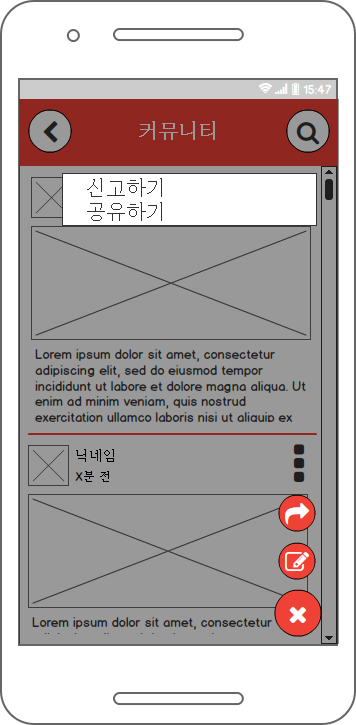 15:47
커뮤니티
신고하기
공유하기
Lorem ipsum dolor sit amet, consectetur
adipiscing elit, sed do eiusmod tempor
incididunt ut labore et dolore magna aliqua. Ut
enim ad minim veniam, quis nostrud
exercitation ullamco laboris nisi ut aliquip ex
닉네임
X분 전
Lorem ipsum dolor sit amet, consectetur